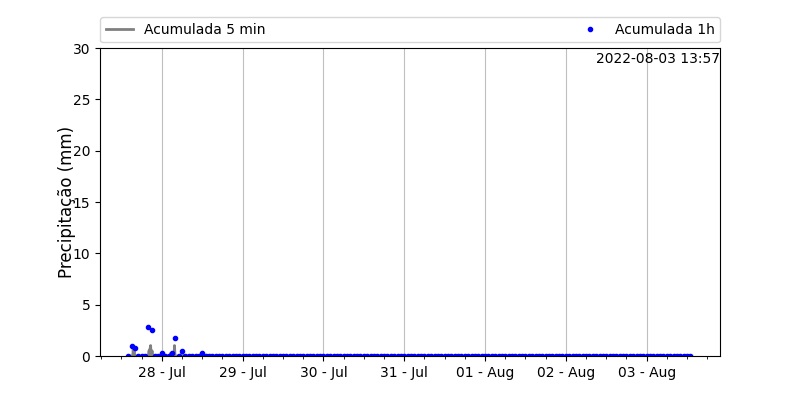 Acumulada 5 min
Acumulada 1h
2022-08-03 13:57
Precipitação (mm)
30
25
20
15
10
5
0
28 - Jul
29 - Jul
30 - Jul
31 - Jul
01 - Aug
02 - Aug
03 - Aug